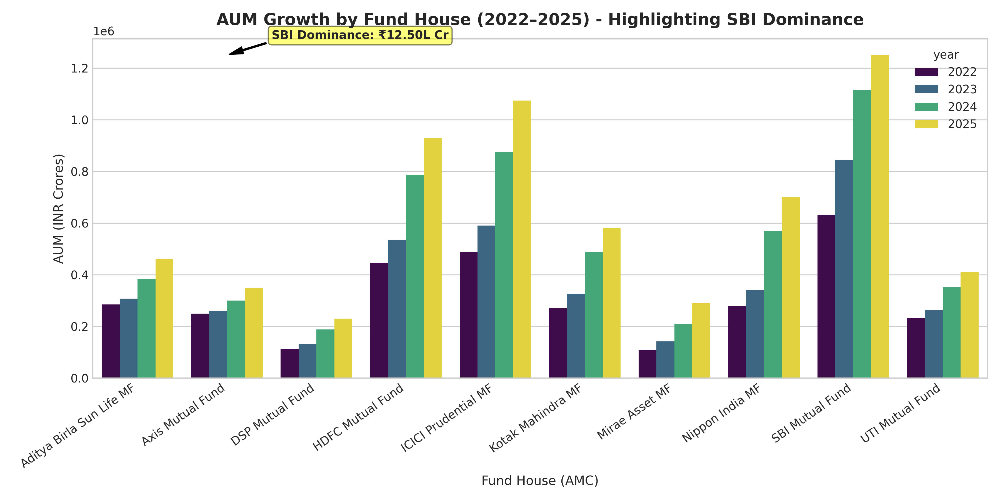 AUM Growth by Fund House (2022–2025) - Highlighting SBI Dominance
1e6
SBI Dominance: ₹12.50L Cr
year
2022
2023
2024
2025
1.2
1.0
0.8
0.6
0.4
0.2
0.0
AUM (INR Crores)
Aditya Birla Sun Life MF
Axis Mutual Fund
DSP Mutual Fund
HDFC Mutual Fund
ICICI Prudential MF
Kotak Mahindra MF
Mirae Asset MF
Nippon India MF
SBI Mutual Fund
UTI Mutual Fund
Fund House (AMC)